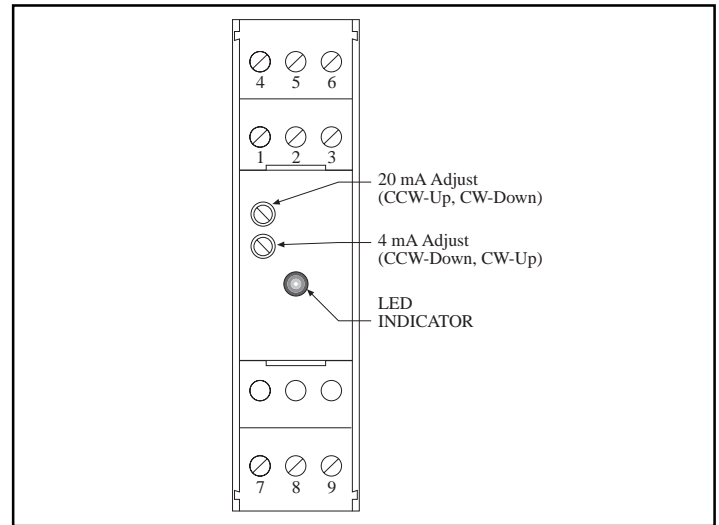 4 5 6
1 2 3
20 mA Adjust
(CCW-Up, CW-Down)
4 mA Adjust
(CCW-Down, CW-Up)
LED
INDICATOR
7 8 9